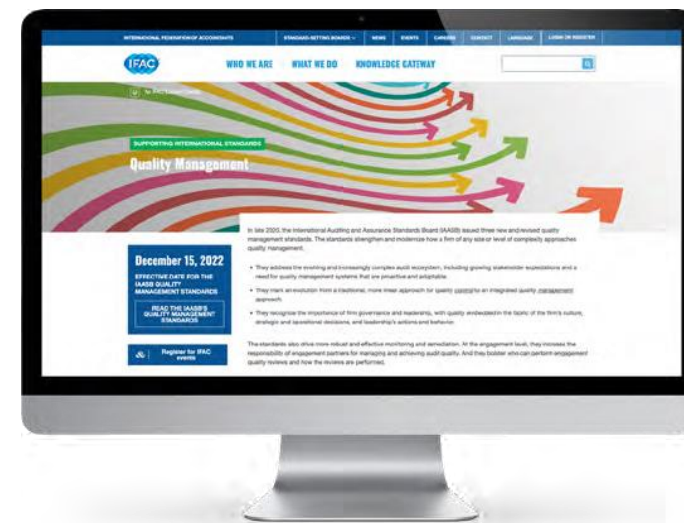 INTERNATIONAL FEDERATION OF ACCOUNTANTS
STANDARD-SETTING BOARDS
NEWS
EVENTS
CAREERS
CONTACT
LANGUAGE
LOGIN OR REGISTER
IFAC
WHO WE ARE
WHAT WE DO
KNOWLEDGE GATEWAY
SUPPORTING INTERNATIONAL STANDARDS
Quality Management
In late 2020, the International Auditing and Assurance Standards Board (IAASB) issued three new and revised quality
management standards. The standards strengthen and modernize how a firm of any size or level of complexity approaches
quality management.
December 15, 2022
EFFECTIVE DATE FOR THE
IAASB QUALITY
MANAGEMENT STANDARDS
READ THE IAASB'S
QUALITY MANAGEMENT
STANDARDS
Register for IFAC
events
• They address the evolving and increasingly complex audit ecosystem, including growing stakeholder expectations and a
need for quality management systems that are proactive and adaptable.
• They mark an evolution from a traditional, more linear approach for quality control to an integrated quality management
approach.
• They recognize the importance of firm governance and leadership, with quality embedded in the fabric of the firm's culture,
strategic and operational decisions, and leadership's actions and behavior.
The standards also drive more robust and effective monitoring and remediation. At the engagement level, they increase the
responsibility of engagement partners for managing and achieving audit quality. And they bolster who can perform engagement
quality reviews and how the reviews are performed.